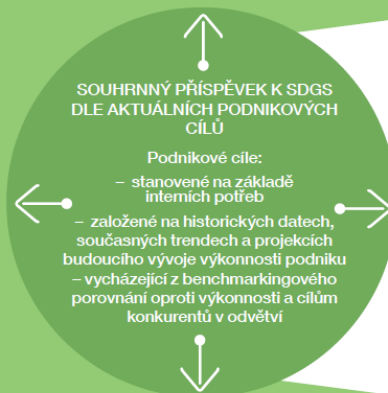 SOUHRNNÝ PŘÍSPĚVEK K SDGS
DLE AKTUÁLNÍCH PODNIKOVÝCH
CÍLŮ
Podnikové cíle:
– stanovené na základě
interních potřeb
– založené na historických datech,
současných trendech a projekcích
budoucího vývoje výkonnosti podniku
– vycházející z benchmarkingového
porovnání oproti výkonnosti a cílům
konkurentů v odvětví